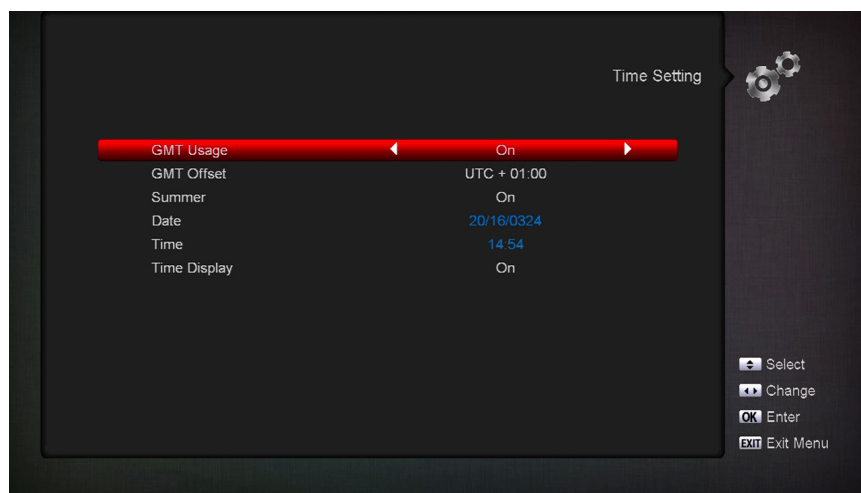 Time Setting
GMT Usage On
GMT Offset UTC + 01:00
Summer On
Date 20/16/0324
Time 14:54
Time Display On
Select
Change
OK Enter
EXIT Exit Menu